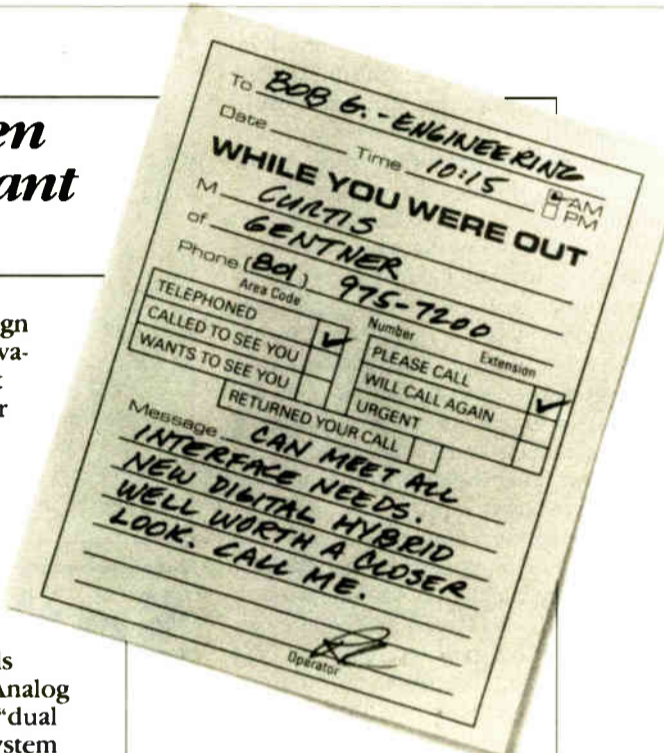 en
ant
ign
va-
t
r
ls
Analog
“dual
ystem
To BOB G. - ENGINEERING
Date Time 10:15 AM
PM
WHILE YOU WERE OUT
M CURTIS
of GENTNER
Phone (801) 975-7200
Area Code Number Extension
TELEPHONED PLEASE CALL
CALLED TO SEE YOU WILL CALL AGAIN
WANTS TO SEE YOU URGENT
RETURNED YOUR CALL
Message CAN MEET ALL
INTERFACE NEEDS.
NEW DIGITAL HYBRID
WELL WORTH A CLOSER
LOOK. CALL ME.
Operator